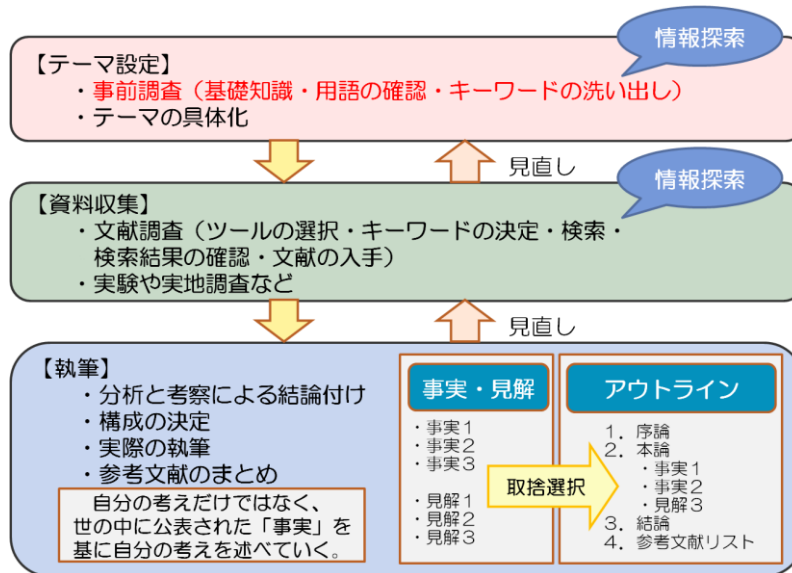 情報探索
【テーマ設定】
・事前調査（基礎知識・用語の確認・キーワードの洗い出し）
・テーマの具体化
見直し
情報探索
【資料収集】
・文献調査（ツールの選択・キーワードの決定・検索・
検索結果の確認・文献の入手）
・実験や実地調査など
見直し
【執筆】
・分析と考察による結論付け
・構成の決定
・実際の執筆
・参考文献のまとめ
自分の考えだけではなく、
世の中に公表された「事実」を
基に自分の考えを述べていく。
事実・見解
・事実１
・事実２
・事実３
・見解１
・見解２
・見解３
取捨選択
アウトライン
１．序論
２．本論
・事実１
・事実２
・見解３
３．結論
４．参考文献リスト